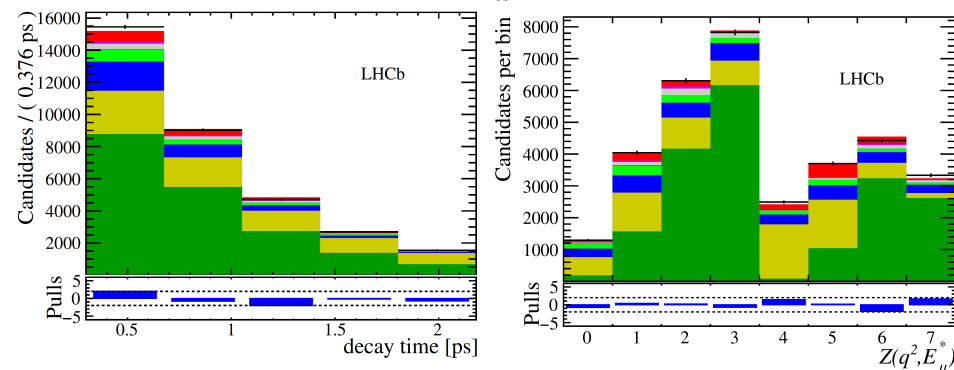 Candidates / ( 0.376 ps )
16000
14000
12000
10000
8000
6000
4000
2000
LHCb
Pulls
5
0
−5
0.5
1
1.5
2
decay time [ps]
Candidates per bin
8000
7000
6000
5000
4000
3000
2000
1000
LHCb
Pulls
5
0
−5
0 1 2 3 4 5 6 7
Z(q², E*μ)